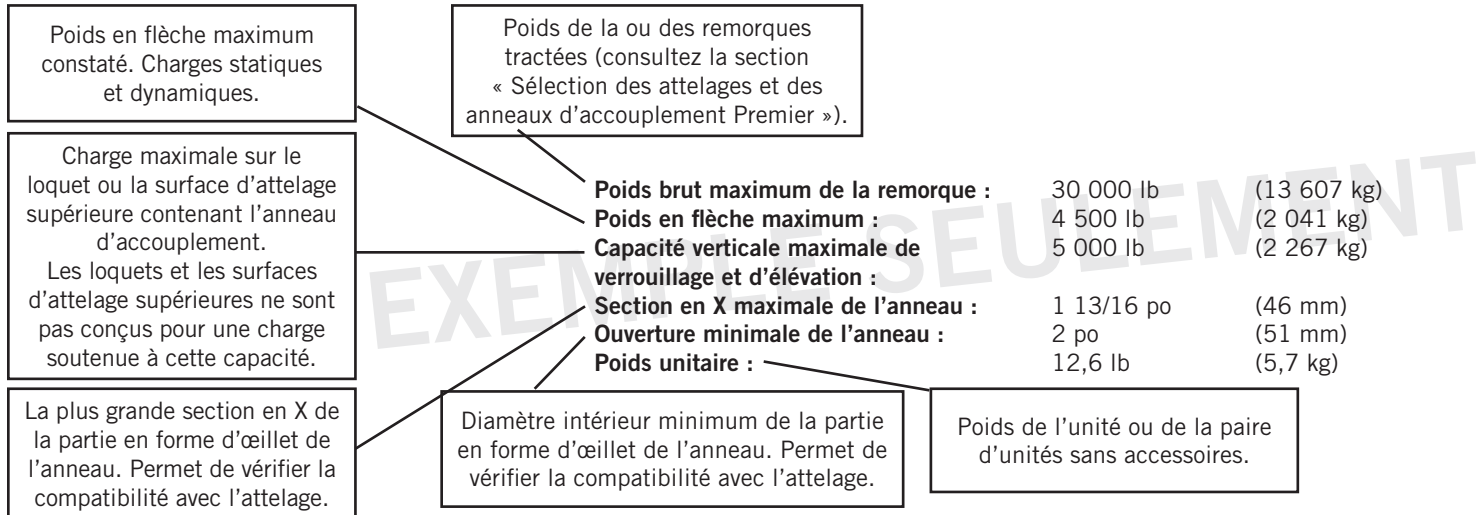 Poids en flèche maximum
constaté. Charges statiques
et dynamiques.
Poids de la ou des remorques
tractées (consultez la section
« Sélection des attelages et des
anneaux d'accouplement Premier »).
Charge maximale sur le
loquet ou la surface d'attelage
supérieure contenant l'anneau
d'accouplement.
Les loquets et les surfaces
d'attelage supérieures ne sont
pas conçus pour une charge
soutenue à cette capacité.
Poids brut maximum de la remorque : 30 000 lb (13 607 kg)
Poids en flèche maximum : 4 500 lb (2 041 kg)
Capacité verticale maximale de 5 000 lb (2 267 kg)
verrouillage et d'élévation :
Section en X maximale de l'anneau : 1 13/16 po (46 mm)
Ouverture minimale de l'anneau : 2 po (51 mm)
Poids unitaire : 12,6 lb (5,7 kg)
EXEMPLE SEULEMENT
La plus grande section en X de
la partie en forme d'œillet de
l'anneau. Permet de vérifier la
compatibilité avec l'attelage.
Diamètre intérieur minimum de la partie
en forme d'œillet de l'anneau. Permet de
vérifier la compatibilité avec l'attelage.
Poids de l'unité ou de la paire
d'unités sans accessoires.